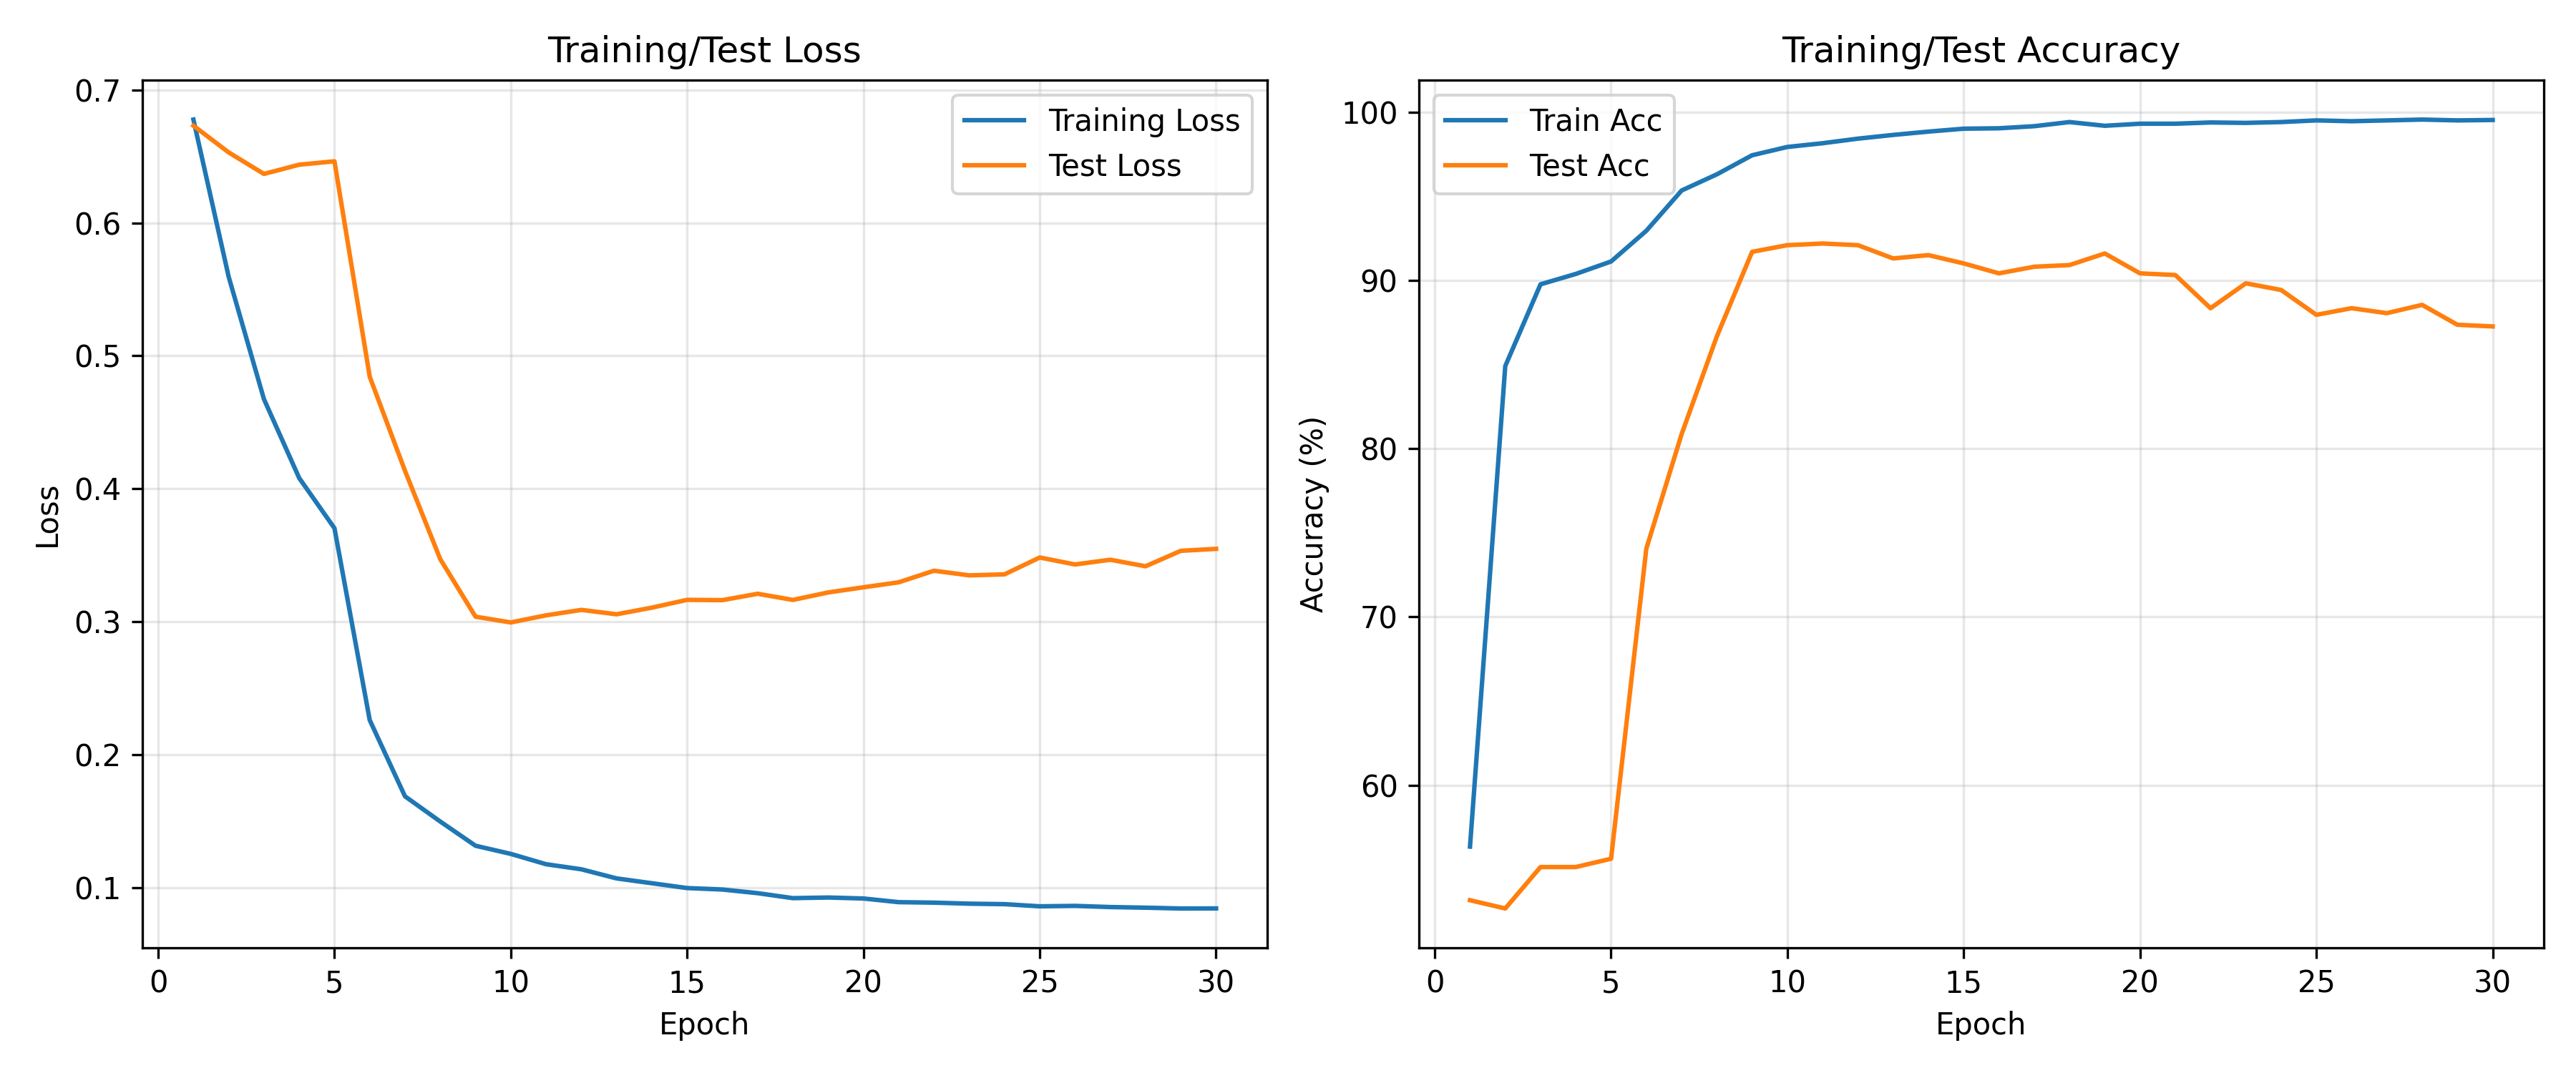 Training/Test Loss
Training Loss
Test Loss
0.7
0.6
0.5
0.4
0.3
0.2
0.1
Loss
0 5 10 15 20 25 30
Epoch
Training/Test Accuracy
Train Acc
Test Acc
100
90
80
70
60
Accuracy (%)
0 5 10 15 20 25 30
Epoch